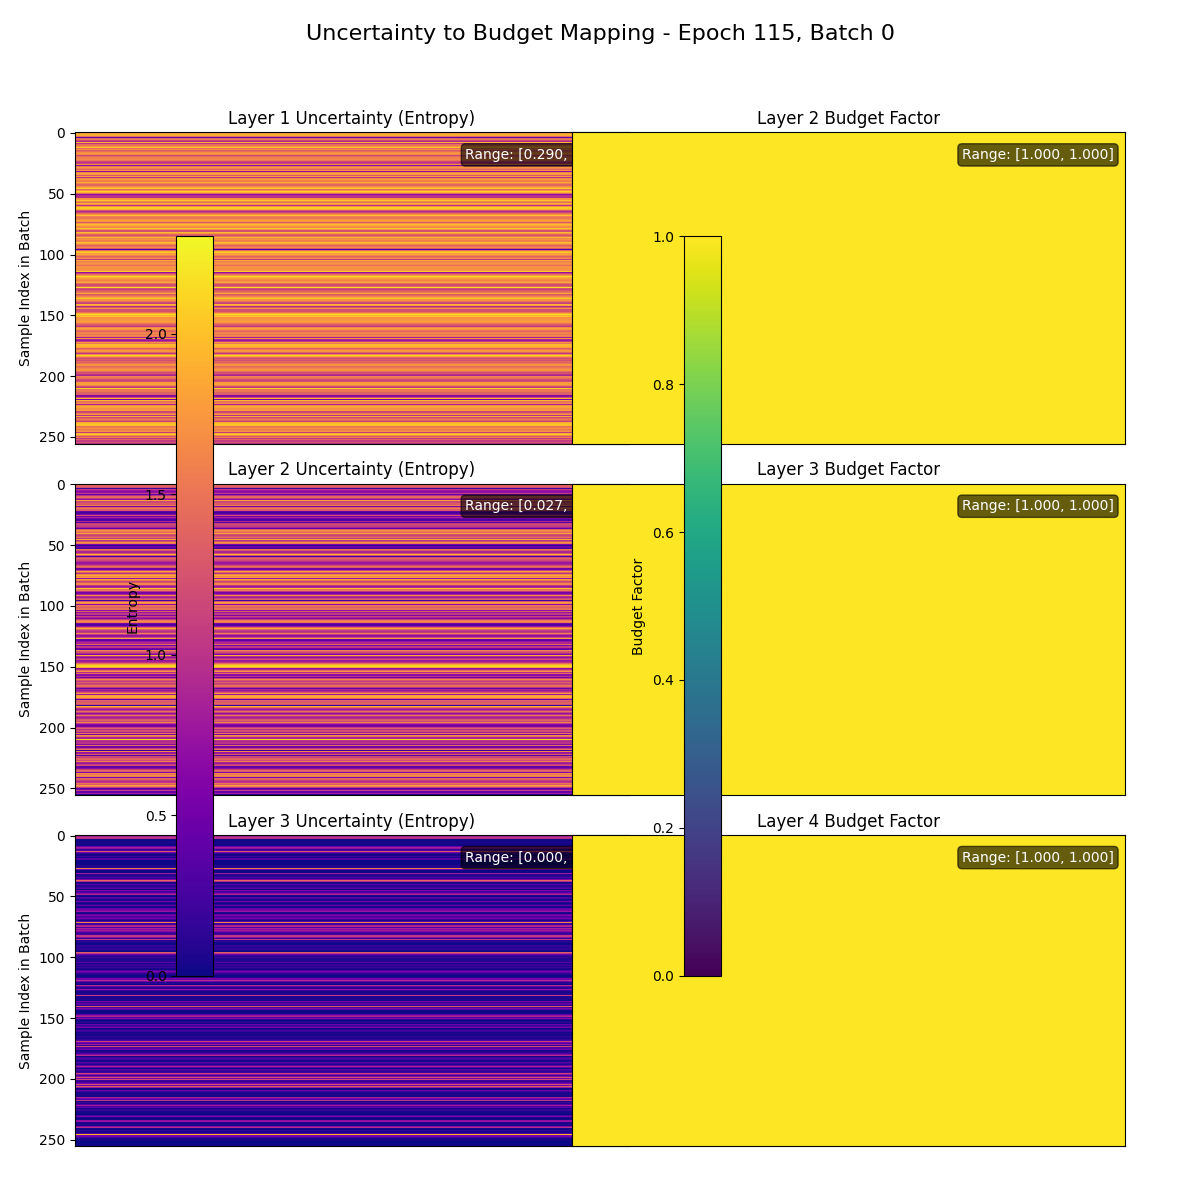 Uncertainty to Budget Mapping - Epoch 115, Batch 0
Layer 1 Uncertainty (Entropy)
Layer 2 Budget Factor
0
50
100
150
200
250
Sample Index in Batch
Range: [0.290,
Range: [1.000, 1.000]
Layer 2 Uncertainty (Entropy)
Layer 3 Budget Factor
0
50
100
150
200
250
Sample Index in Batch
Range: [0.027,
Range: [1.000, 1.000]
Layer 3 Uncertainty (Entropy)
Layer 4 Budget Factor
0
50
100
150
200
250
Sample Index in Batch
Range: [0.000,
Range: [1.000, 1.000]
2.0
1.5
1.0
0.5
0.0
Entropy
1.0
0.8
0.6
0.4
0.2
0.0
Budget Factor